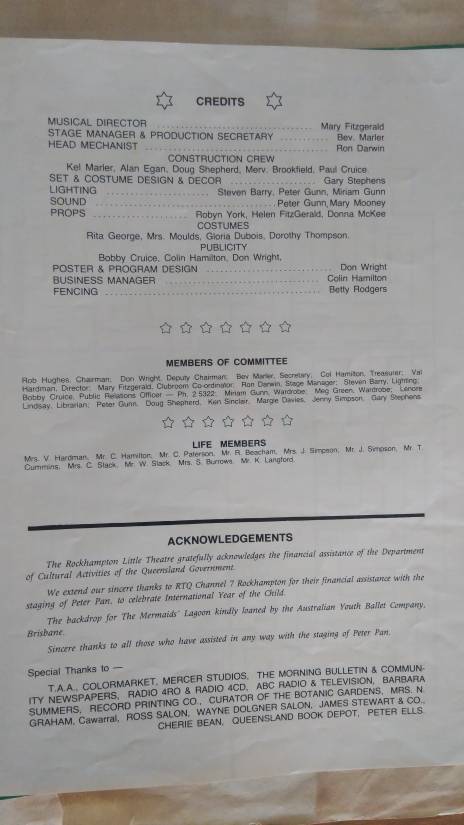 CREDITS
MUSICAL DIRECTOR ................................ Mary Fitzgerald
STAGE MANAGER & PRODUCTION SECRETARY ................ Bev. Marler
HEAD MECHANIST ................................ Ron Darwin
CONSTRUCTION CREW
Kel Marler, Alan Egan, Doug Shepherd, Merv. Brookfield, Paul Cruice
SET & COSTUME DESIGN & DECOR .................. Gary Stephens
LIGHTING ...................... Steven Barry, Peter Gunn, Miriam Gunn
SOUND ................................ Peter Gunn, Mary Mooney
PROPS .................. Robyn York, Helen FitzGerald, Donna McKee
COSTUMES
Rita George, Mrs. Moulds, Gloria Dubois, Dorothy Thompson.
PUBLICITY
Bobby Cruice, Colin Hamilton, Don Wright,
POSTER & PROGRAM DESIGN .......................... Don Wright
BUSINESS MANAGER ................................ Colin Hamilton
FENCING ........................................ Betty Rodgers
MEMBERS OF COMMITTEE
Rob Hughes, Chairman; Don Wright, Deputy Chairman; Bev Marler, Secretary; Col Hamilton, Treasurer; Val
Hardman, Director; Mary Fitzgerald, Clubroom Co-ordinator; Ron Darwin, Stage Manager; Steven Barry, Lighting;
Bobby Cruice, Public Relations Officer — Ph. 2 5322; Miriam Gunn, Wardrobe; Meg Green, Wardrobe; Lenore
Lindsay, Librarian; Peter Gunn, Doug Shepherd, Ken Sinclair, Margie Davies, Jenny Simpson, Gary Stephens
LIFE MEMBERS
Mrs. V. Hardman, Mr. C. Hamilton, Mr. C. Paterson, Mr. R. Beacham, Mrs. J. Simpson, Mr. J. Simpson, Mr. T.
Cummins, Mrs. C. Slack, Mr. W. Slack, Mrs. S. Burrows, Mr. K. Langford.
ACKNOWLEDGEMENTS
The Rockhampton Little Theatre gratefully acknowledges the financial assistance of the Department
of Cultural Activities of the Queensland Government.
We extend our sincere thanks to RTQ Channel 7 Rockhampton for their financial assistance with the
staging of Peter Pan, to celebrate International Year of the Child.
The backdrop for The Mermaids' Lagoon kindly loaned by the Australian Youth Ballet Company,
Brisbane.
Sincere thanks to all those who have assisted in any way with the staging of Peter Pan.
Special Thanks to —
T.A.A., COLORMARKET, MERCER STUDIOS, THE MORNING BULLETIN & COMMUN-
ITY NEWSPAPERS, RADIO 4RO & RADIO 4CD, ABC RADIO & TELEVISION, BARBARA
SUMMERS, RECORD PRINTING CO., CURATOR OF THE BOTANIC GARDENS, MRS. N.
GRAHAM, Cawarral, ROSS SALON, WAYNE DOLGNER SALON, JAMES STEWART & CO.,
CHERIE BEAN, QUEENSLAND BOOK DEPOT, PETER ELLS.